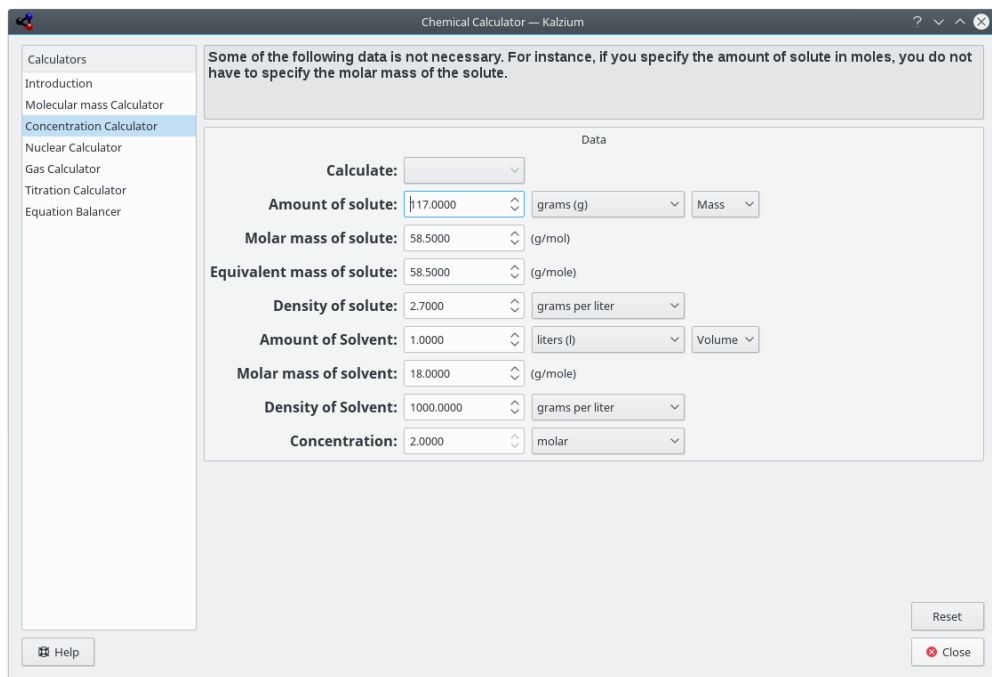 Chemical Calculator — Kalzium
?
Calculators
Introduction
Molecular mass Calculator
Concentration Calculator
Nuclear Calculator
Gas Calculator
Titration Calculator
Equation Balancer
Some of the following data is not necessary. For instance, if you specify the amount of solute in moles, you do not
have to specify the molar mass of the solute.
Data
Calculate:
Amount of solute: 117.0000 grams (g) Mass
Molar mass of solute: 58.5000 (g/mol)
Equivalent mass of solute: 58.5000 (g/mole)
Density of solute: 2.7000 grams per liter
Amount of Solvent: 1.0000 liters (l) Volume
Molar mass of solvent: 18.0000 (g/mole)
Density of Solvent: 1000.0000 grams per liter
Concentration: 2.0000 molar
Reset
Help
Close